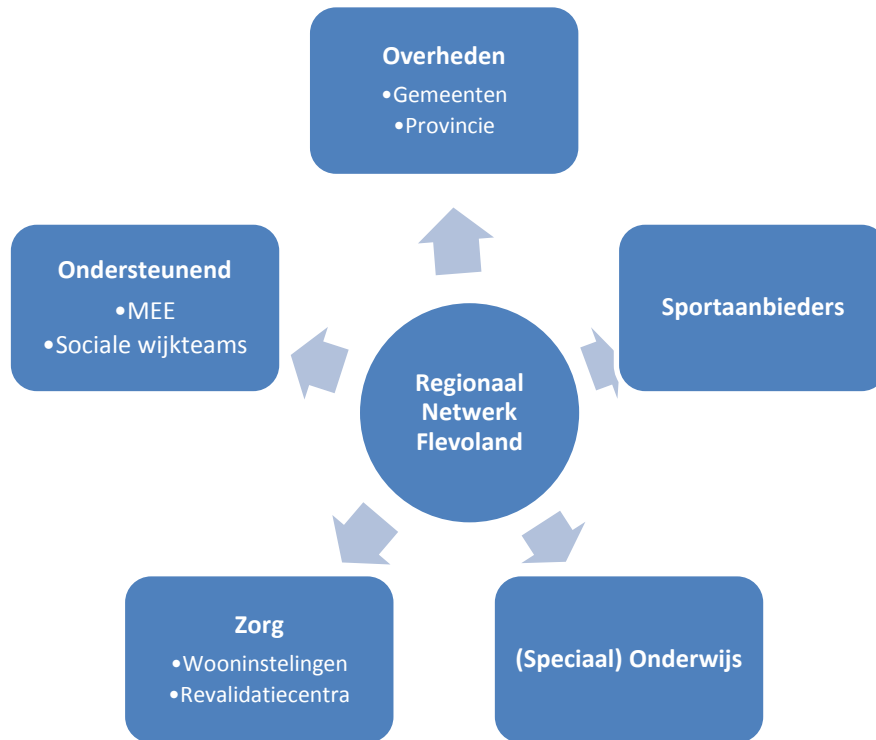 Overheden
•Gemeenten
•Provincie
Ondersteunend
•MEE
•Sociale wijkteams
Sportaanbieders
Regionaal
Netwerk
Flevoland
Zorg
•Wooninstelingen
•Revalidatiecentra
(Speciaal) Onderwijs